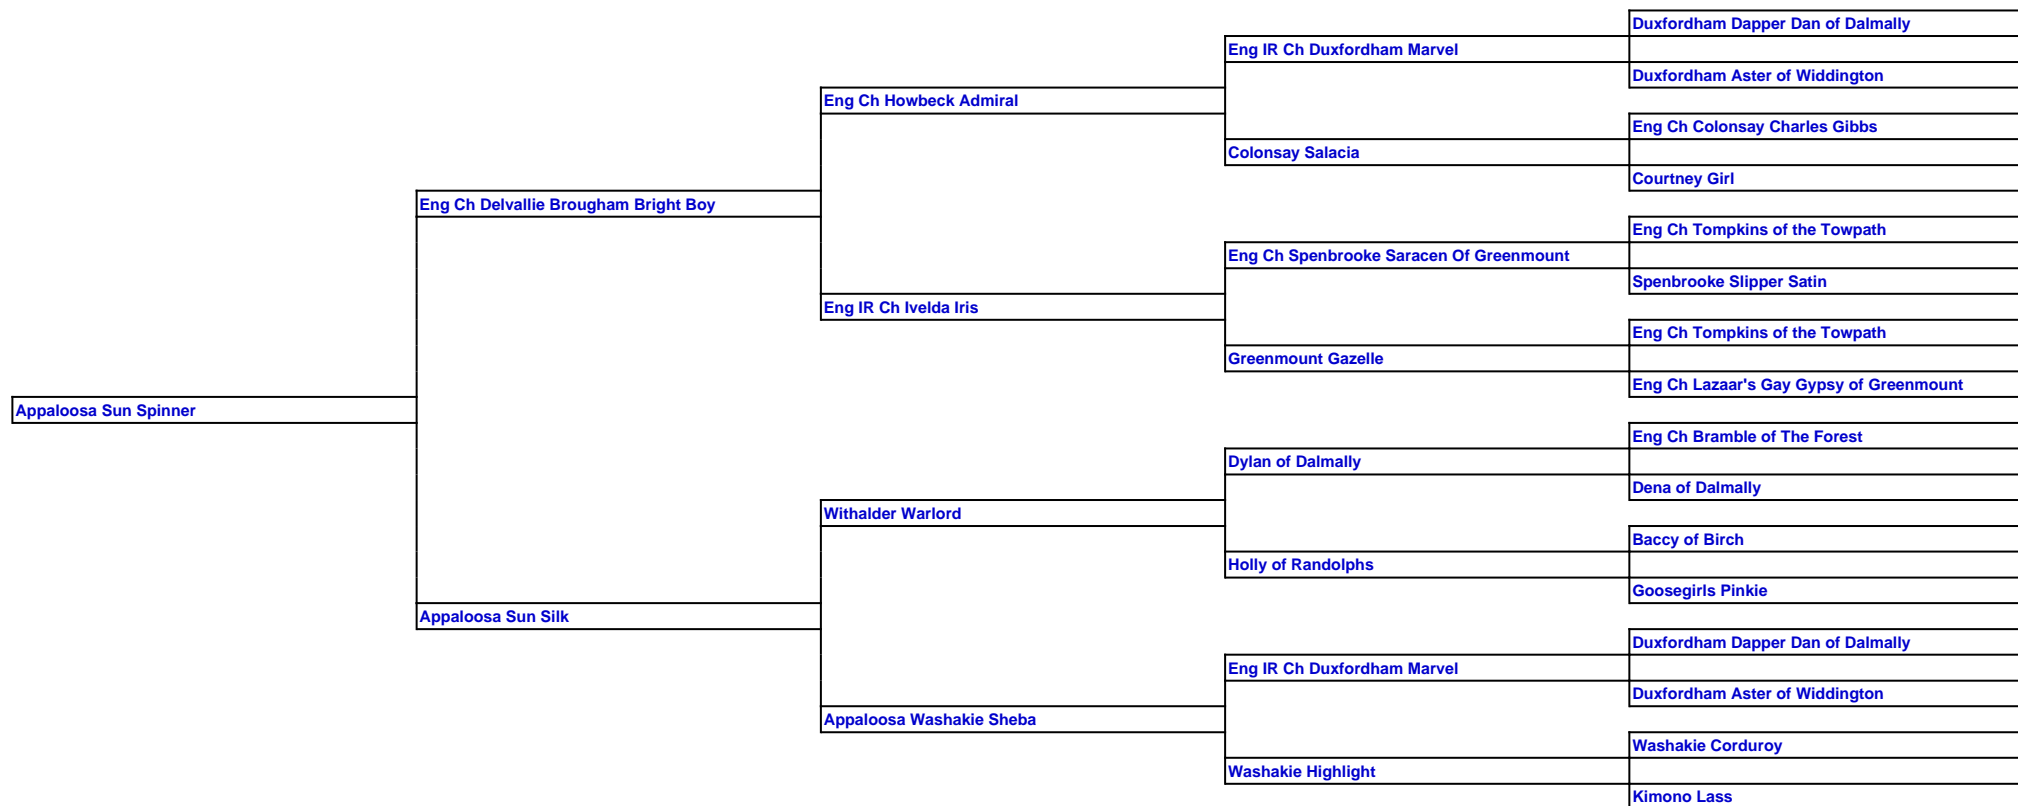 Duxfordham Dapper Dan of Dalmally
Eng IR Ch Duxfordham Marvel
Duxfordham Aster of Widdington
Eng Ch Howbeck Admiral
Eng Ch Colonsay Charles Gibbs
Colonsay Salacia
Courtney Girl
Eng Ch Delvallie Brougham Bright Boy
Eng Ch Tompkins of the Towpath
Eng Ch Spenbrooke Saracen Of Greenmount
Spenbrooke Slipper Satin
Eng IR Ch Ivelda Iris
Eng Ch Tompkins of the Towpath
Greenmount Gazelle
Eng Ch Lazaar's Gay Gypsy of Greenmount
Appaloosa Sun Spinner
Eng Ch Bramble of The Forest
Dylan of Dalmally
Dena of Dalmally
Withalder Warlord
Baccy of Birch
Holly of Randolphs
Goosegirls Pinkie
Appaloosa Sun Silk
Duxfordham Dapper Dan of Dalmally
Eng IR Ch Duxfordham Marvel
Duxfordham Aster of Widdington
Appaloosa Washakie Sheba
Washakie Corduroy
Washakie Highlight
Kimono Lass